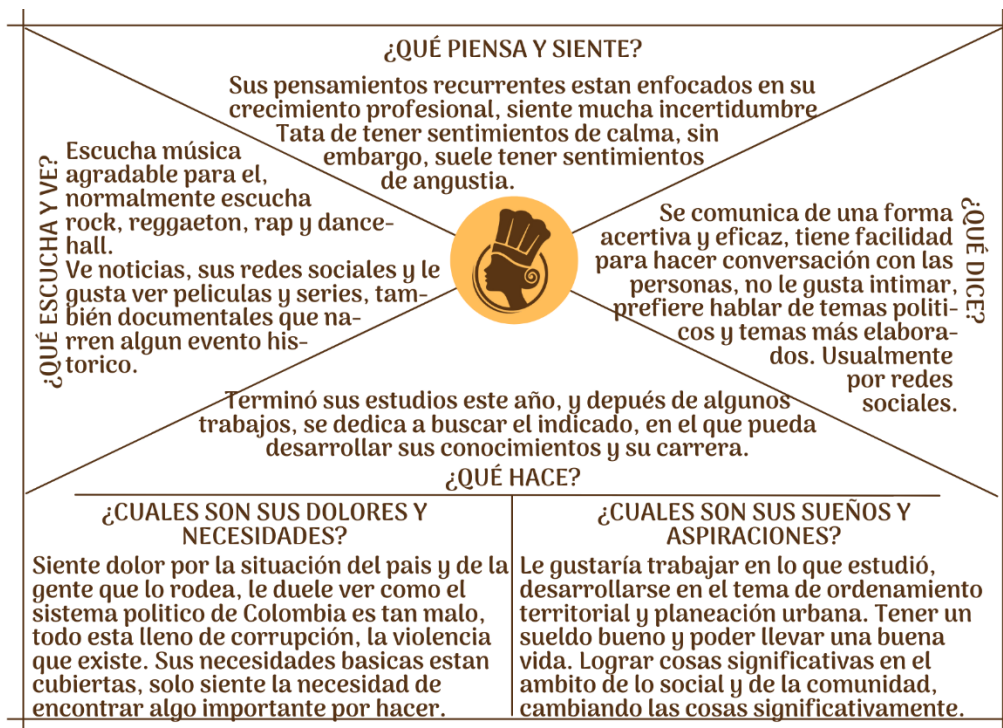 ¿QUÉ PIENSA Y SIENTE?
Sus pensamientos recurrentes estan enfocados en su
crecimiento profesional, siente mucha incertidumbre
Tata de tener sentimientos de calma, sin
embargo, suele tener sentimientos
de angustia.
¿QUÉ ESCUCHA Y VE?
Escucha música
agradable para el,
normalmente escucha
rock, reggaeton, rap y dance-
hall.
Ve noticias, sus redes sociales y le
gusta ver peliculas y series, tam-
bién documentales que na-
rren algun evento his-
torico.
¿QUÉ DICE?
Se comunica de una forma
acertiva y eficaz, tiene facilidad
para hacer conversación con las
personas, no le gusta intimar,
prefiere hablar de temas politi-
cos y temas más elabora-
dos. Usualmente
por redes
sociales.
Terminó sus estudios este año, y depués de algunos
trabajos, se dedica a buscar el indicado, en el que pueda
desarrollar sus conocimientos y su carrera.
¿QUÉ HACE?
¿CUALES SON SUS DOLORES Y
NECESIDADES?
Siente dolor por la situación del pais y de la
gente que lo rodea, le duele ver como el
sistema politico de Colombia es tan malo,
todo esta lleno de corrupción, la violencia
que existe. Sus necesidades basicas estan
cubiertas, solo siente la necesidad de
encontrar algo importante por hacer.
¿CUALES SON SUS SUEÑOS Y
ASPIRACIONES?
Le gustaría trabajar en lo que estudió,
desarrollarse en el tema de ordenamiento
territorial y planeación urbana. Tener un
sueldo bueno y poder llevar una buena
vida. Lograr cosas significativas en el
ambito de lo social y de la comunidad,
cambiando las cosas significativamente.